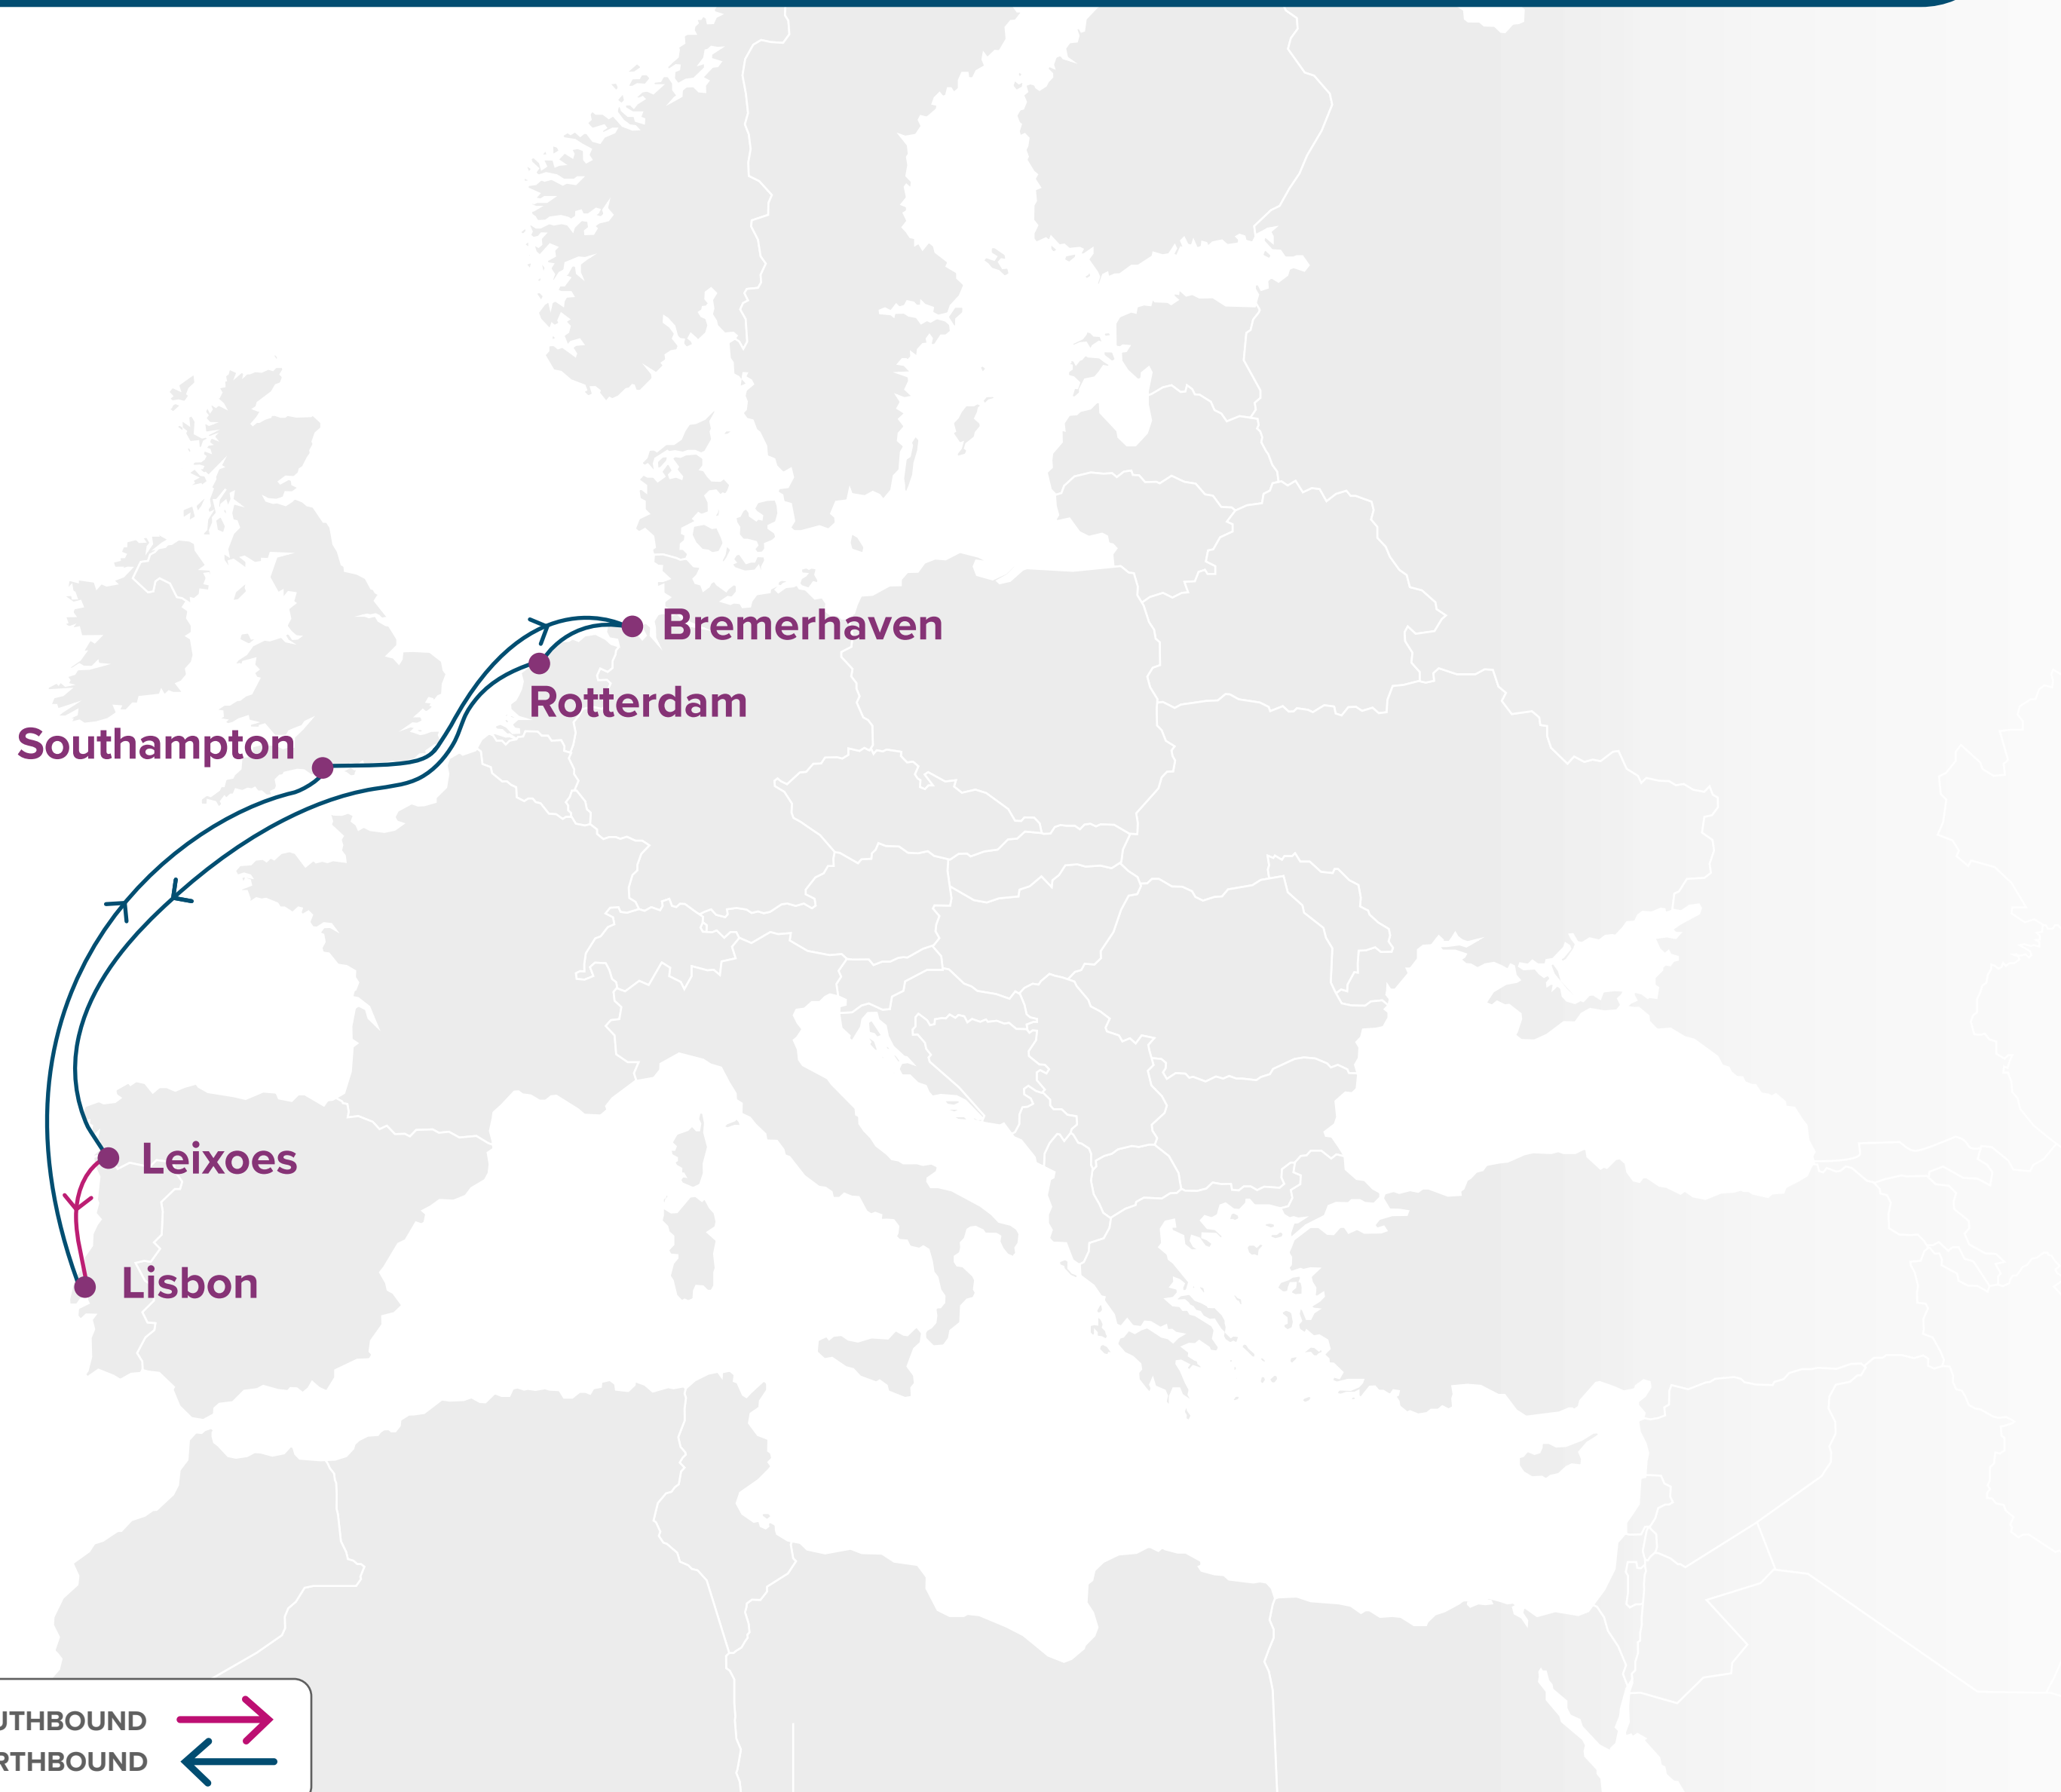 Bremerhaven
Rotterdam
Southampton
Leixoes
Lisbon
UTHBOUND
RTHBOUND